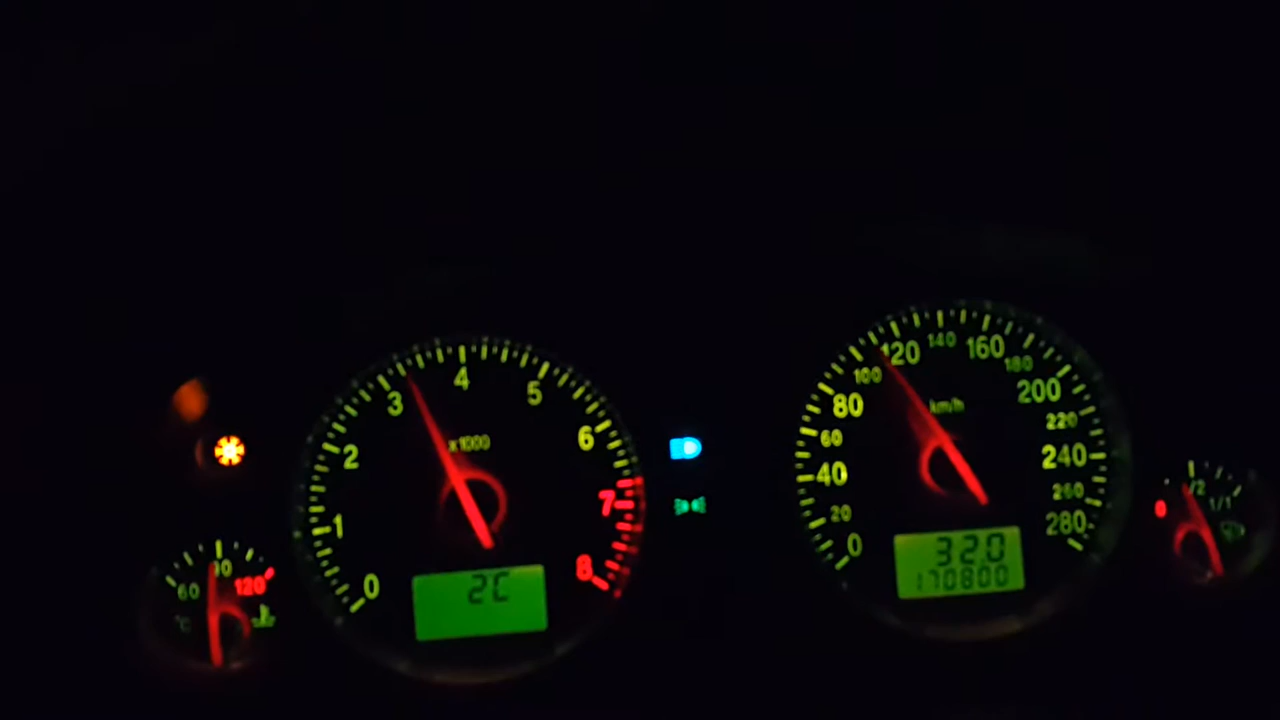 0 1 2 3 4 5 6 7 8
x1000
2C
0 20 40 60 80 100 120 140 160 180 200 220 240 260 280
km/h
320
170800
60 90 120
°C
0 1/2 1/1